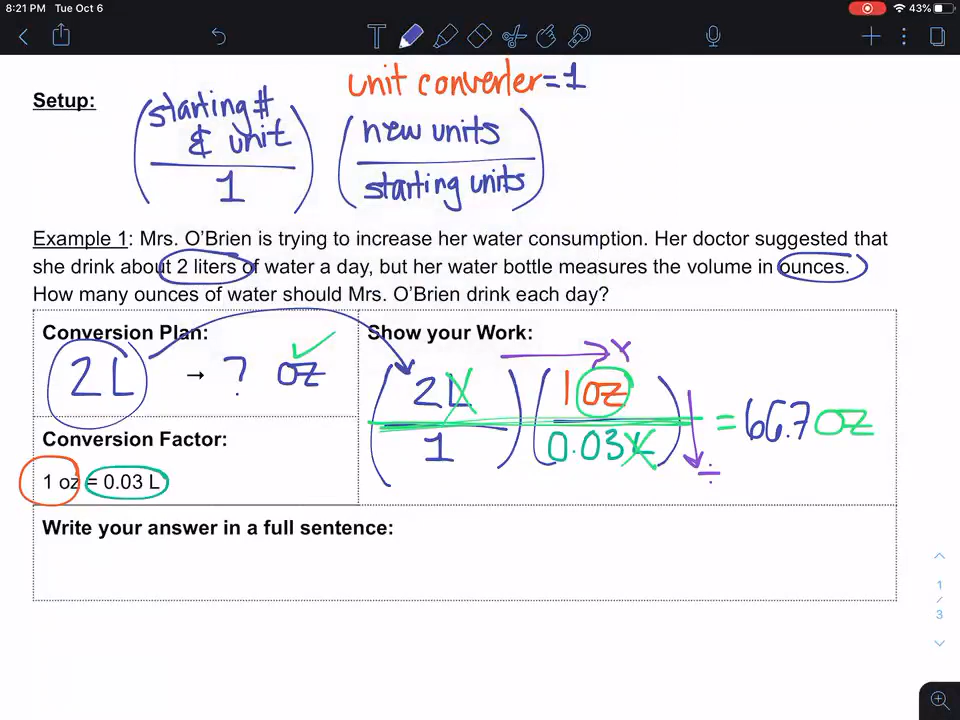 8:21 PM Tue Oct 6
43%
T
unit converter=1
Setup:
(starting #
& unit
1)
(new units
starting units)
Example 1: Mrs. O’Brien is trying to increase her water consumption. Her doctor suggested that
she drink about 2 liters of water a day, but her water bottle measures the volume in ounces.
How many ounces of water should Mrs. O’Brien drink each day?
Conversion Plan:
2L → ? oz ✓
Conversion Factor:
1 oz = 0.03 L
Show your Work:
x
(2L) (1 oz)
(1) (0.03 L) = 66.7 oz
÷
Write your answer in a full sentence:
1
/
3